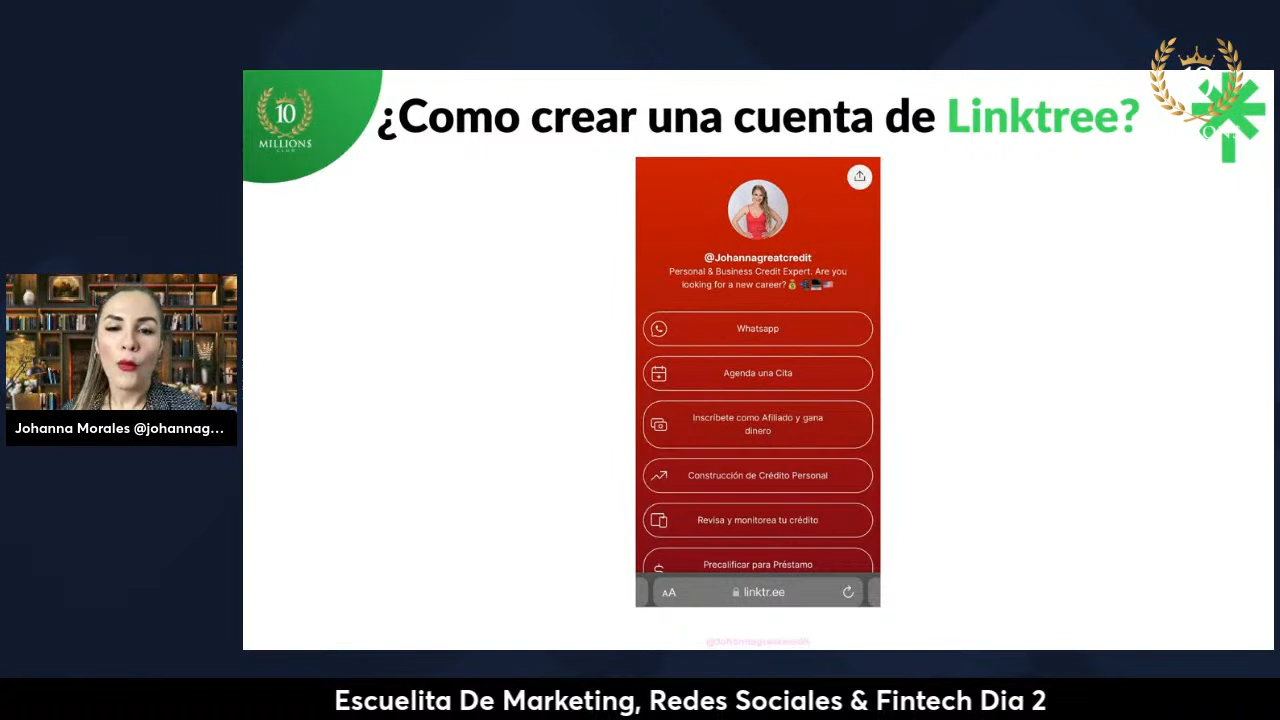 10
MILLION$
CLUB
¿Como crear una cuenta de Linktree?
@Johannagreatcredit
Personal & Business Credit Expert. Are you
looking for a new career?
Whatsapp
Agenda una Cita
Inscríbete como Afiliado y gana
dinero
Construcción de Crédito Personal
Revisa y monitorea tu crédito
Precalificar para Préstamo
AA
linktr.ee
Johanna Morales @johannag...
Escuelita De Marketing, Redes Sociales & Fintech Dia 2